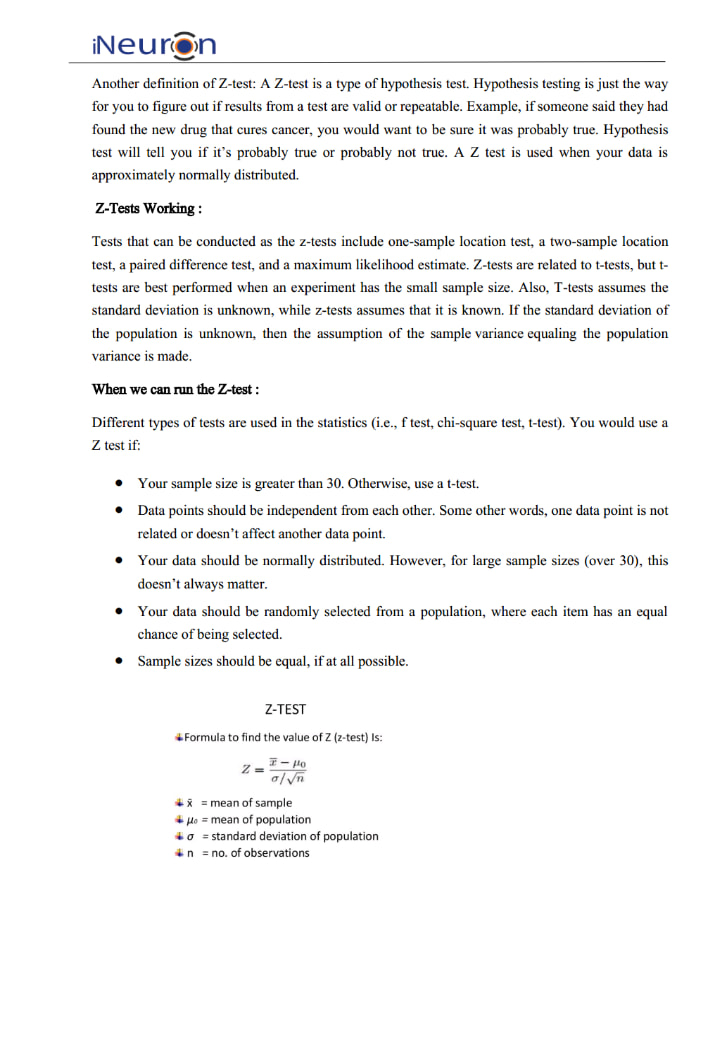 iNeuron
Another definition of Z-test: A Z-test is a type of hypothesis test. Hypothesis testing is just the way
for you to figure out if results from a test are valid or repeatable. Example, if someone said they had
found the new drug that cures cancer, you would want to be sure it was probably true. Hypothesis
test will tell you if it’s probably true or probably not true. A Z test is used when your data is
approximately normally distributed.
Z-Tests Working :
Tests that can be conducted as the z-tests include one-sample location test, a two-sample location
test, a paired difference test, and a maximum likelihood estimate. Z-tests are related to t-tests, but t-
tests are best performed when an experiment has the small sample size. Also, T-tests assumes the
standard deviation is unknown, while z-tests assumes that it is known. If the standard deviation of
the population is unknown, then the assumption of the sample variance equaling the population
variance is made.
When we can run the Z-test :
Different types of tests are used in the statistics (i.e., f test, chi-square test, t-test). You would use a
Z test if:
● Your sample size is greater than 30. Otherwise, use a t-test.
● Data points should be independent from each other. Some other words, one data point is not
related or doesn’t affect another data point.
● Your data should be normally distributed. However, for large sample sizes (over 30), this
doesn’t always matter.
● Your data should be randomly selected from a population, where each item has an equal
chance of being selected.
● Sample sizes should be equal, if at all possible.
Z-TEST
Formula to find the value of Z (z-test) Is:
Z = (x̅ − μ₀) / (σ/√n)
x̄ = mean of sample
μ₀ = mean of population
σ = standard deviation of population
n = no. of observations